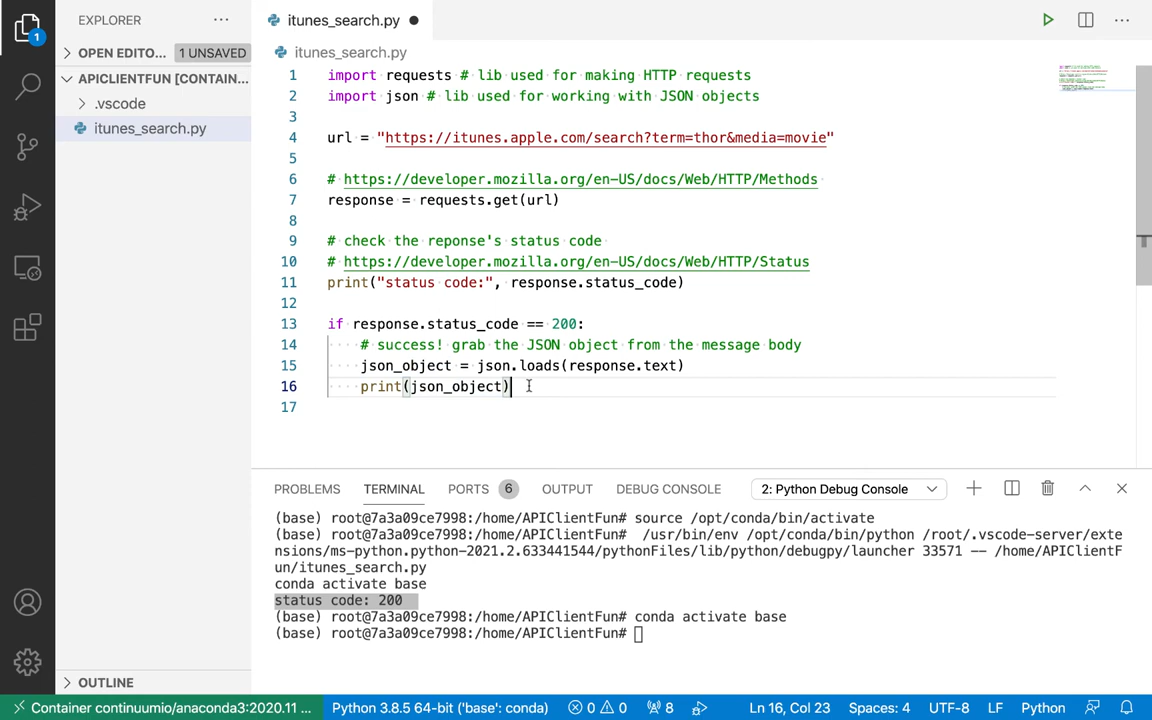 EXPLORER
itunes_search.py
1
OPEN EDITO... 1 UNSAVED
itunes_search.py
APICLIENTFUN [CONTAIN...
.vscode
itunes_search.py
1 import requests # lib used for making HTTP requests
2 import json # lib used for working with JSON objects
3
4 url = "https://itunes.apple.com/search?term=thor&media=movie"
5
6 # https://developer.mozilla.org/en-US/docs/Web/HTTP/Methods
7 response = requests.get(url)
8
9 # check the reponse's status code
10 # https://developer.mozilla.org/en-US/docs/Web/HTTP/Status
11 print("status code:", response.status_code)
12
13 if response.status_code == 200:
14 # success! grab the JSON object from the message body
15 json_object = json.loads(response.text)
16 print(json_object)
17
PROBLEMS TERMINAL PORTS 6 OUTPUT DEBUG CONSOLE 2: Python Debug Console
(base) root@7a3a09ce7998:/home/APIClientFun# source /opt/conda/bin/activate
(base) root@7a3a09ce7998:/home/APIClientFun#  /usr/bin/env /opt/conda/bin/python /root/.vscode-server/exte
nsions/ms-python.python-2021.2.633441544/pythonFiles/lib/python/debugpy/launcher 33571 -- /home/APIClientF
un/itunes_search.py
conda activate base
status code: 200
(base) root@7a3a09ce7998:/home/APIClientFun# conda activate base
(base) root@7a3a09ce7998:/home/APIClientFun#
OUTLINE
Container continuumio/anaconda3:2020.11 ... Python 3.8.5 64-bit ('base': conda) 0 0 8 Ln 16, Col 23 Spaces: 4 UTF-8 LF Python